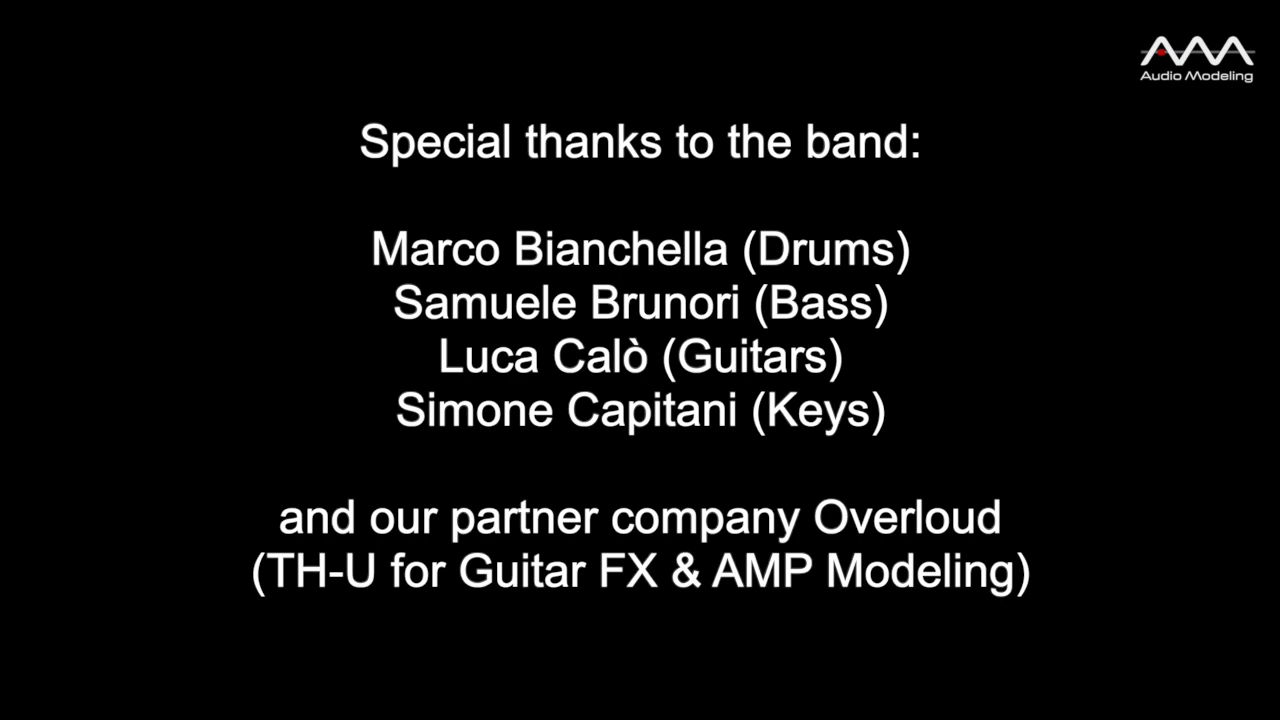 Audio Modeling
Special thanks to the band:
Marco Bianchella (Drums)
Samuele Brunori (Bass)
Luca Calò (Guitars)
Simone Capitani (Keys)
and our partner company Overloud
(TH-U for Guitar FX & AMP Modeling)